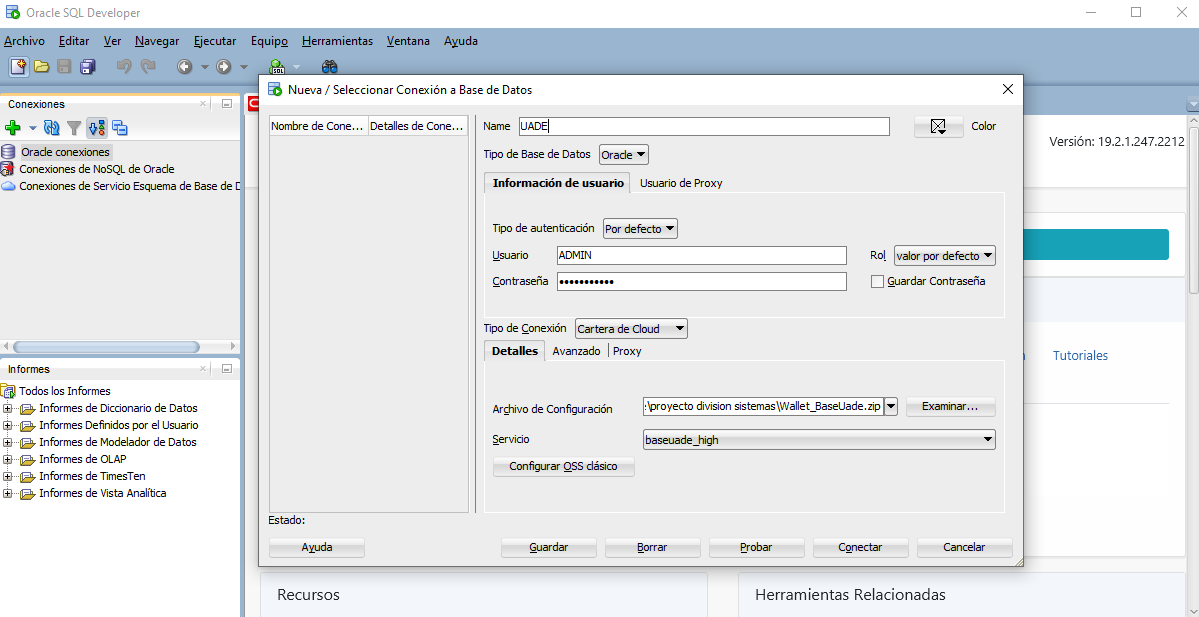 Oracle SQL Developer
Archivo Editar Ver Navegar Ejecutar Equipo Herramientas Ventana Ayuda
SQL
Conexiones
Oracle conexiones
Conexiones de NoSQL de Oracle
Conexiones de Servicio Esquema de Base de D
Informes
Todos los Informes
Informes de Diccionario de Datos
Informes Definidos por el Usuario
Informes de Modelador de Datos
Informes de OLAP
Informes de TimesTen
Informes de Vista Analítica
Nueva / Seleccionar Conexión a Base de Datos
Nombre de Cone... Detalles de Cone...
Name UADE Color
Tipo de Base de Datos Oracle
Información de usuario Usuario de Proxy
Tipo de autenticación Por defecto
Usuario ADMIN Rol valor por defecto
Contraseña ●●●●●●●●●●● Guardar Contraseña
Tipo de Conexión Cartera de Cloud
Detalles Avanzado Proxy
Archivo de Configuración :\proyecto division sistemas\Wallet_BaseUade.zip Examinar...
Servicio baseuade_high
Configurar OSS clásico
Estado:
Ayuda Guardar Borrar Probar Conectar Cancelar
Versión: 19.2.1.247.2212
Tutoriales
Recursos Herramientas Relacionadas